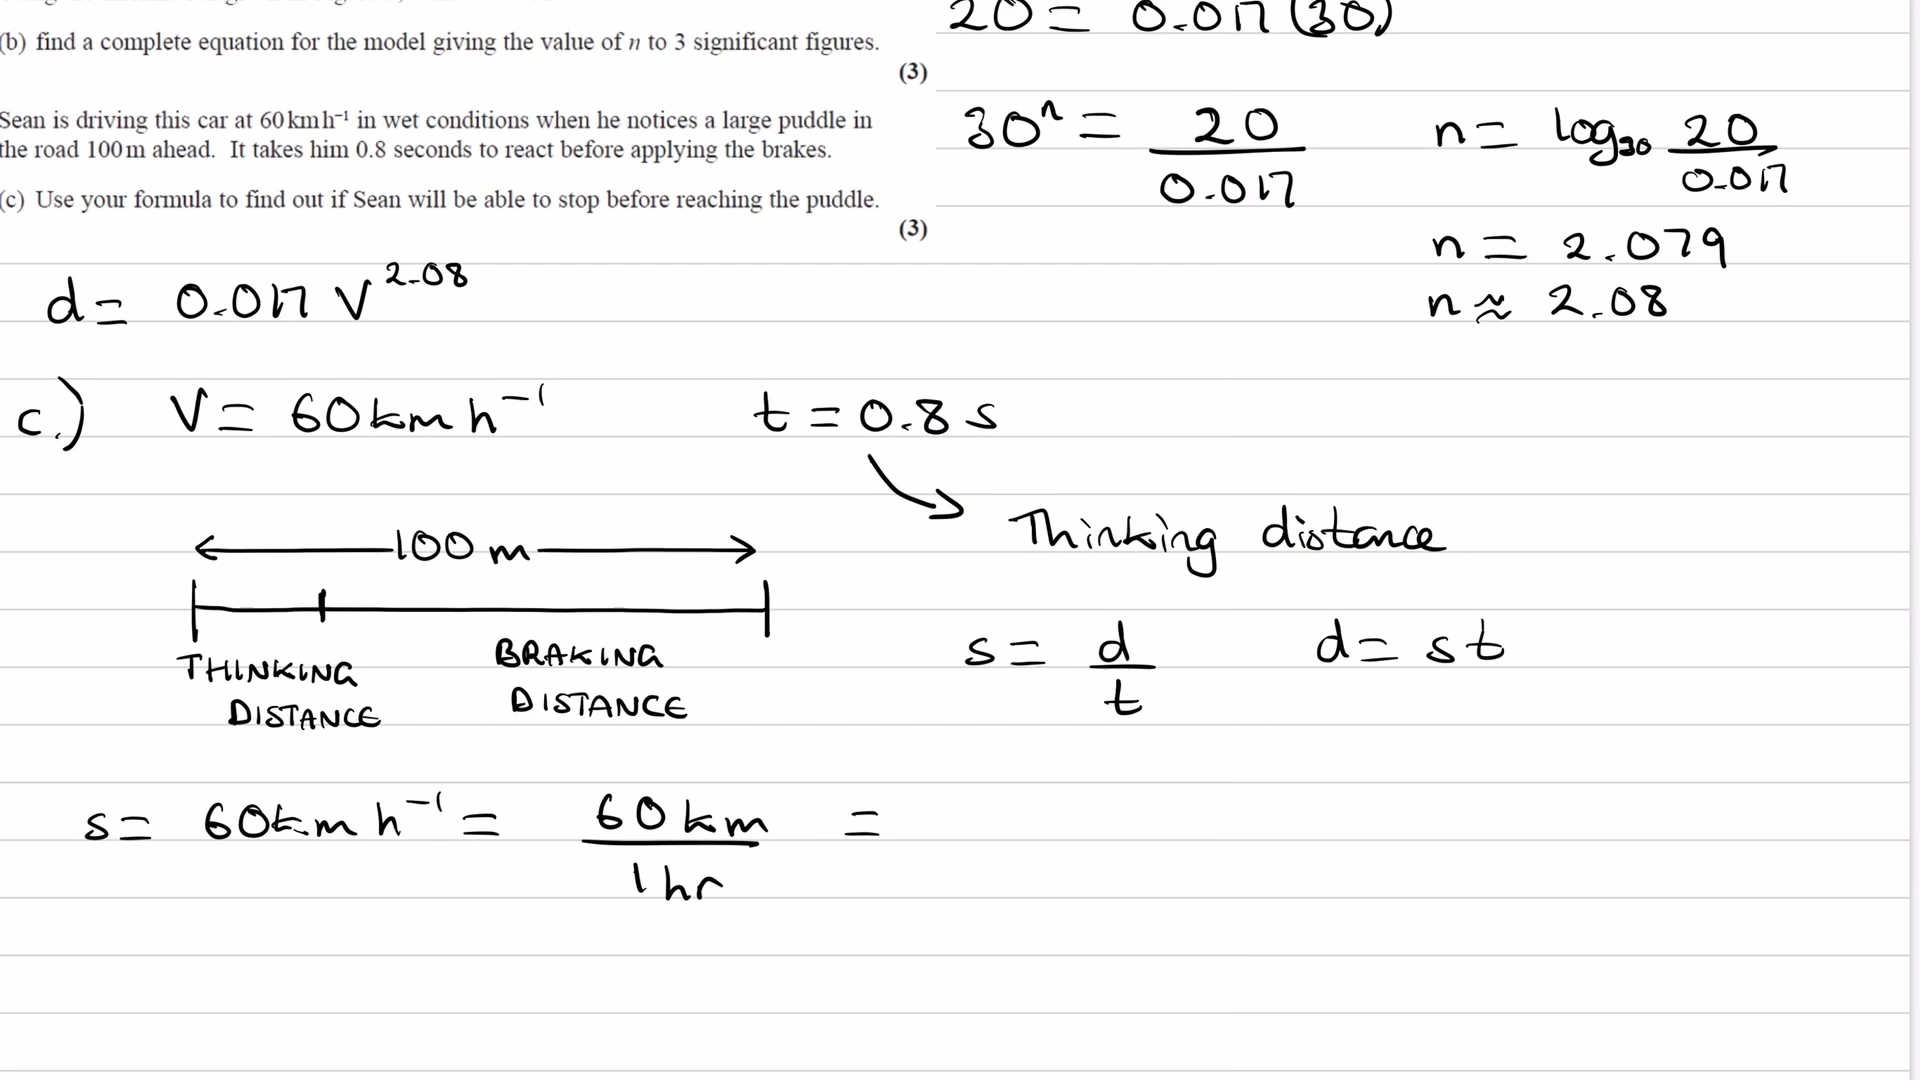 (b) find a complete equation for the model giving the value of n to 3 significant figures.
(3)
Sean is driving this car at 60 km h⁻¹ in wet conditions when he notices a large puddle in
the road 100 m ahead. It takes him 0.8 seconds to react before applying the brakes.
(c) Use your formula to find out if Sean will be able to stop before reaching the puddle.
(3)
20 = 0.017 (30)
30ⁿ = 20 / 0.017
n = log₃₀ 20 / 0.017
n = 2.079
n ≈ 2.08
d = 0.017 V^2.08
c.) V = 60 km h⁻¹ t = 0.8 s
Thinking distance
100 m
THINKING DISTANCE
BRAKING DISTANCE
s = d / t d = s t
s = 60 km h⁻¹ = 60 km / 1 hr =